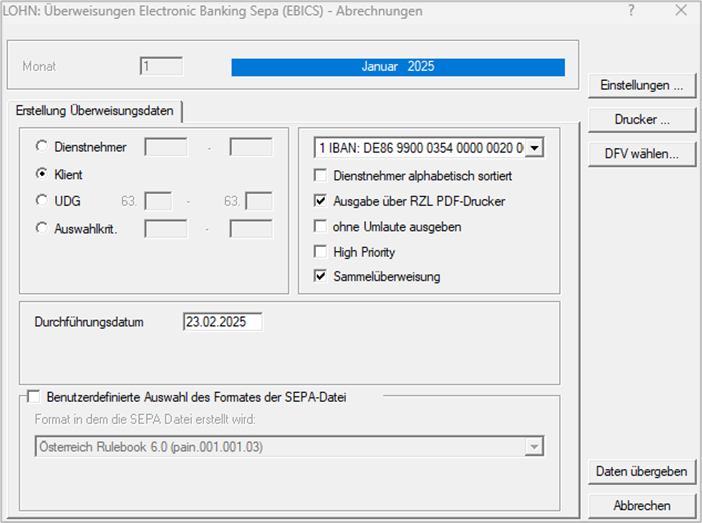 LOHN: Überweisungen Electronic Banking Sepa (EBICS) - Abrechnungen ?
Monat 1 Januar 2025
Einstellungen ...
Erstellung Überweisungsdaten
Drucker ...
DFV wählen...
Dienstnehmer -
Klient
UDG 63. - 63.
Auswahlkrit. -
1 IBAN: DE86 9900 0354 0000 0020 0
Dienstnehmer alphabetisch sortiert
Ausgabe über RZL PDF-Drucker
ohne Umlaute ausgeben
High Priority
Sammelüberweisung
Durchführungsdatum 23.02.2025
Benutzerdefinierte Auswahl des Formates der SEPA-Datei
Format in dem die SEPA Datei erstellt wird:
Österreich Rulebook 6.0 (pain.001.001.03)
Daten übergeben
Abbrechen